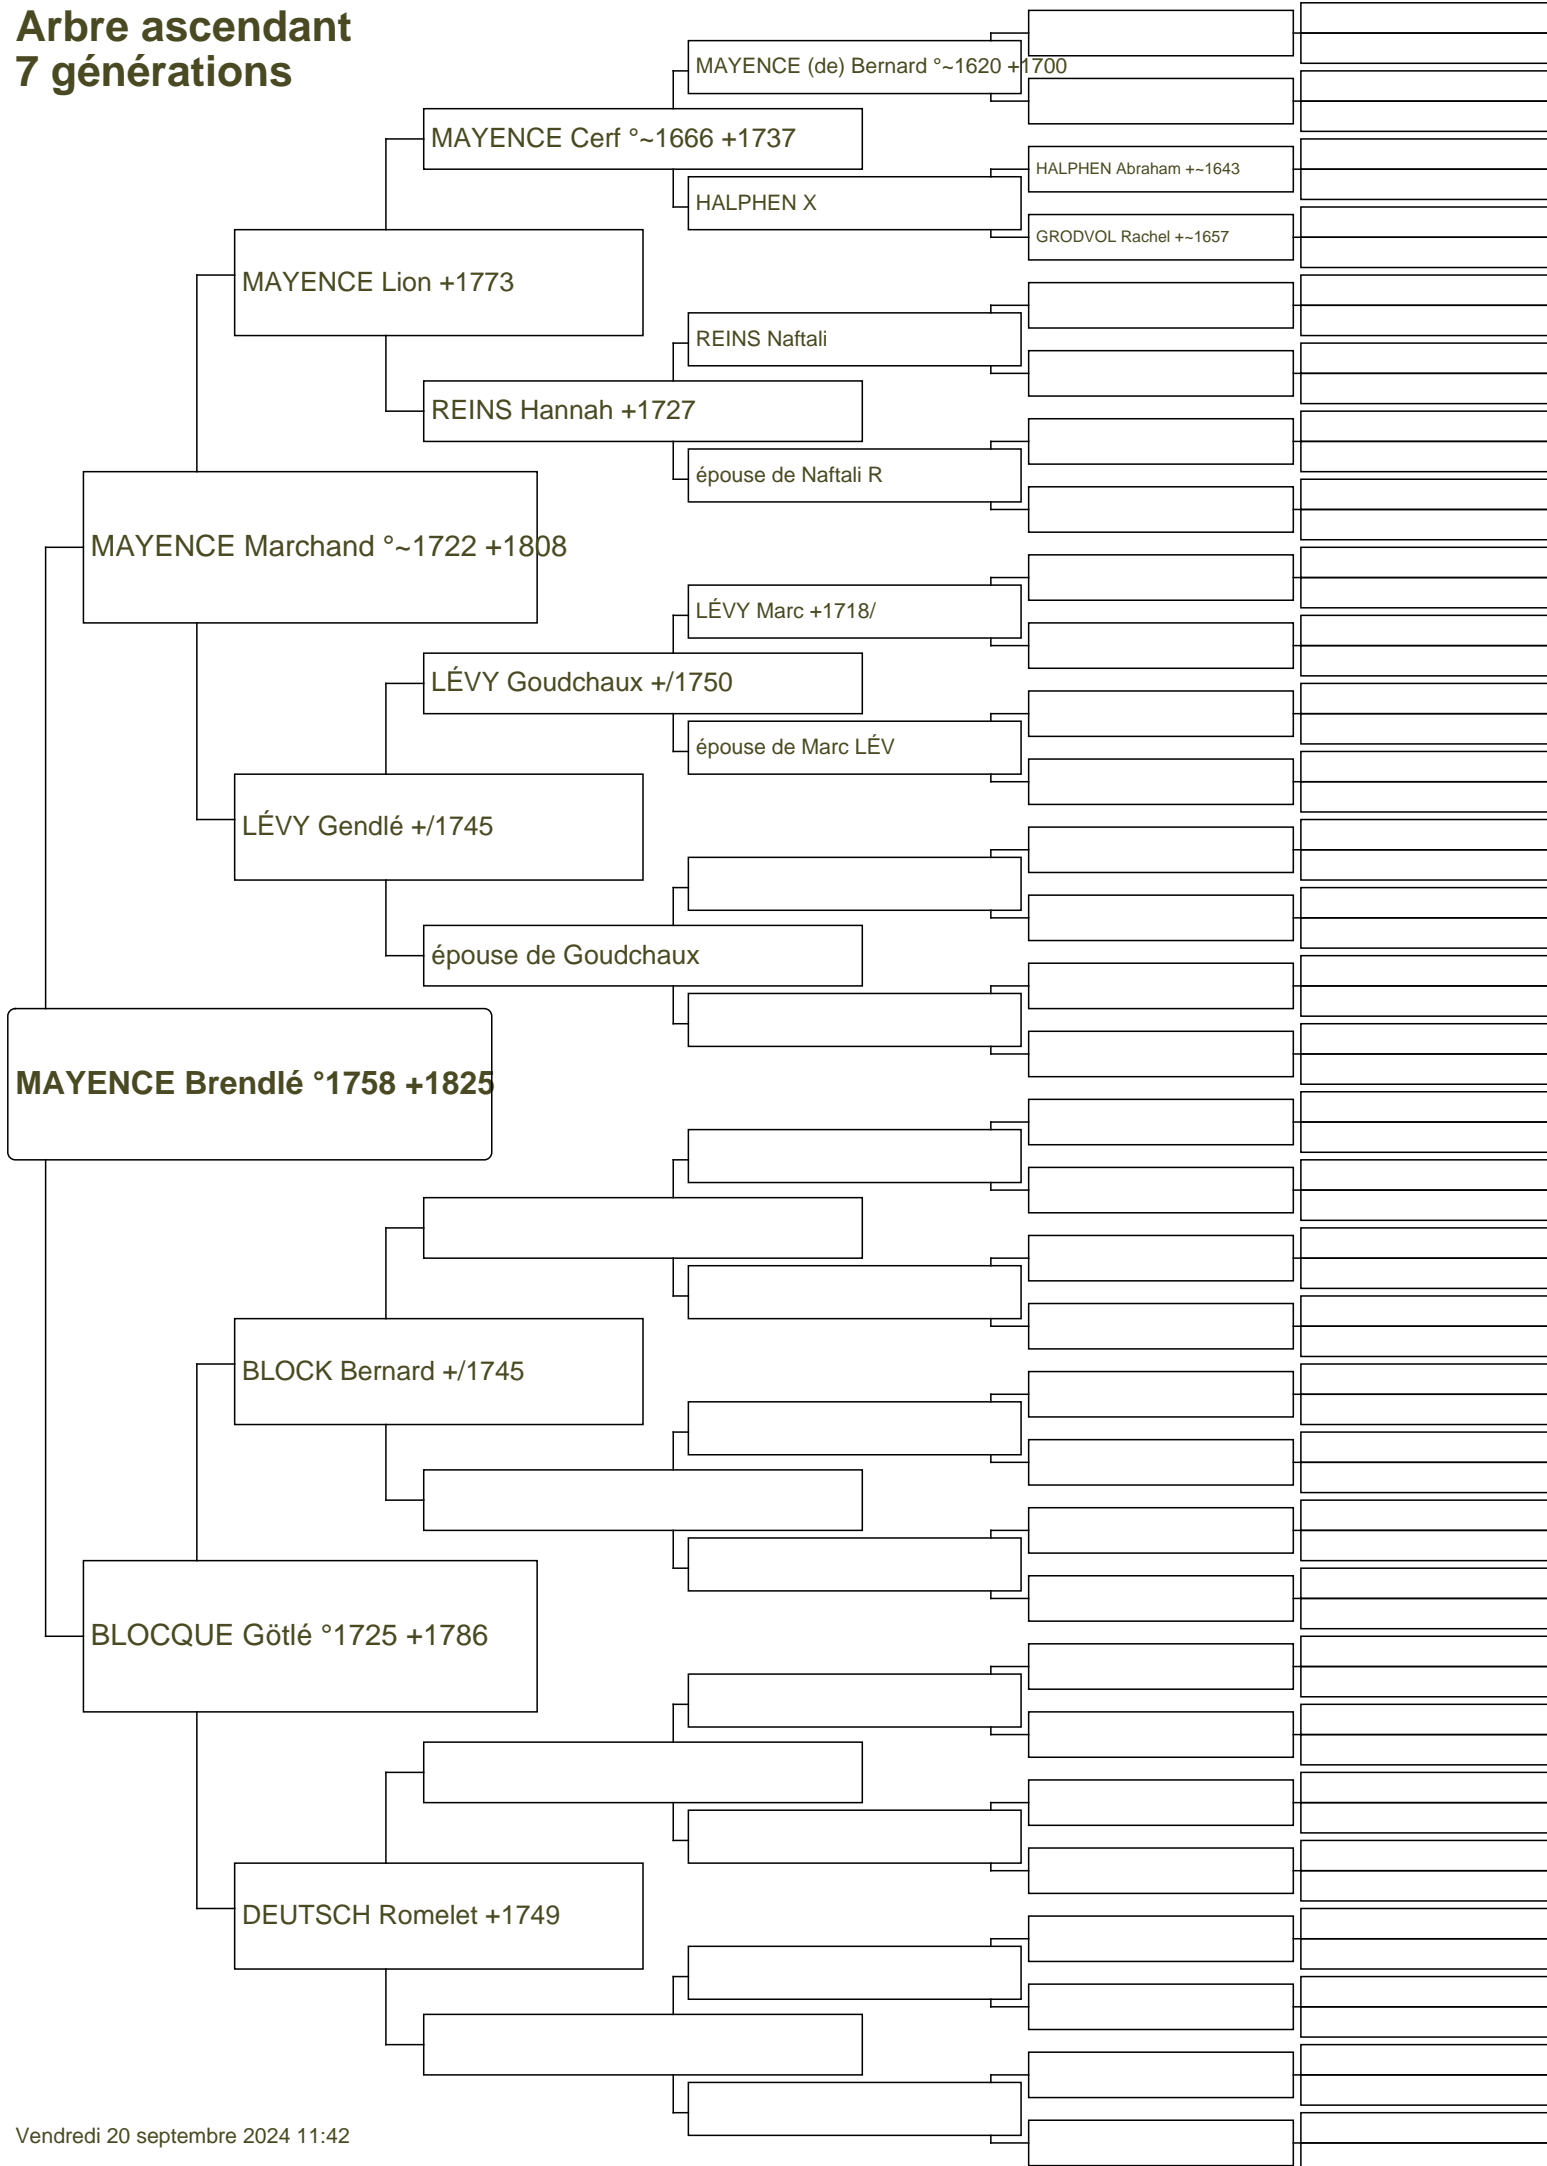 Arbre ascendant
7 générations
MAYENCE (de) Bernard °~1620 +1700
MAYENCE Cerf °~1666 +1737
HALPHEN Abraham +~1643
HALPHEN X
GRODVOL Rachel +~1657
MAYENCE Lion +1773
REINS Naftali
REINS Hannah +1727
épouse de Naftali R
MAYENCE Marchand °~1722 +1808
LÉVY Marc +1718/
LÉVY Goudchaux +/1750
épouse de Marc LÉV
LÉVY Gendlé +/1745
épouse de Goudchaux
MAYENCE Brendlé °1758 +1825
BLOCK Bernard +/1745
BLOCQUE Götlé °1725 +1786
DEUTSCH Romelet +1749
Vendredi 20 septembre 2024 11:42